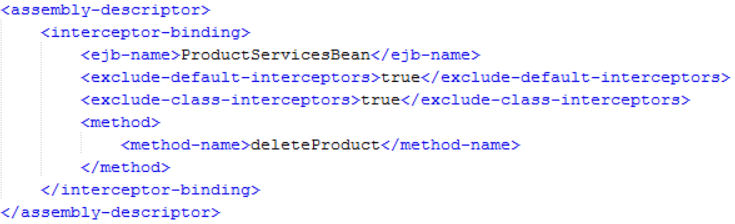 <assembly-descriptor>
<interceptor-binding>
<ejb-name>ProductServicesBean</ejb-name>
<exclude-default-interceptors>true</exclude-default-interceptors>
<exclude-class-interceptors>true</exclude-class-interceptors>
<method>
<method-name>deleteProduct</method-name>
</method>
</interceptor-binding>
</assembly-descriptor>